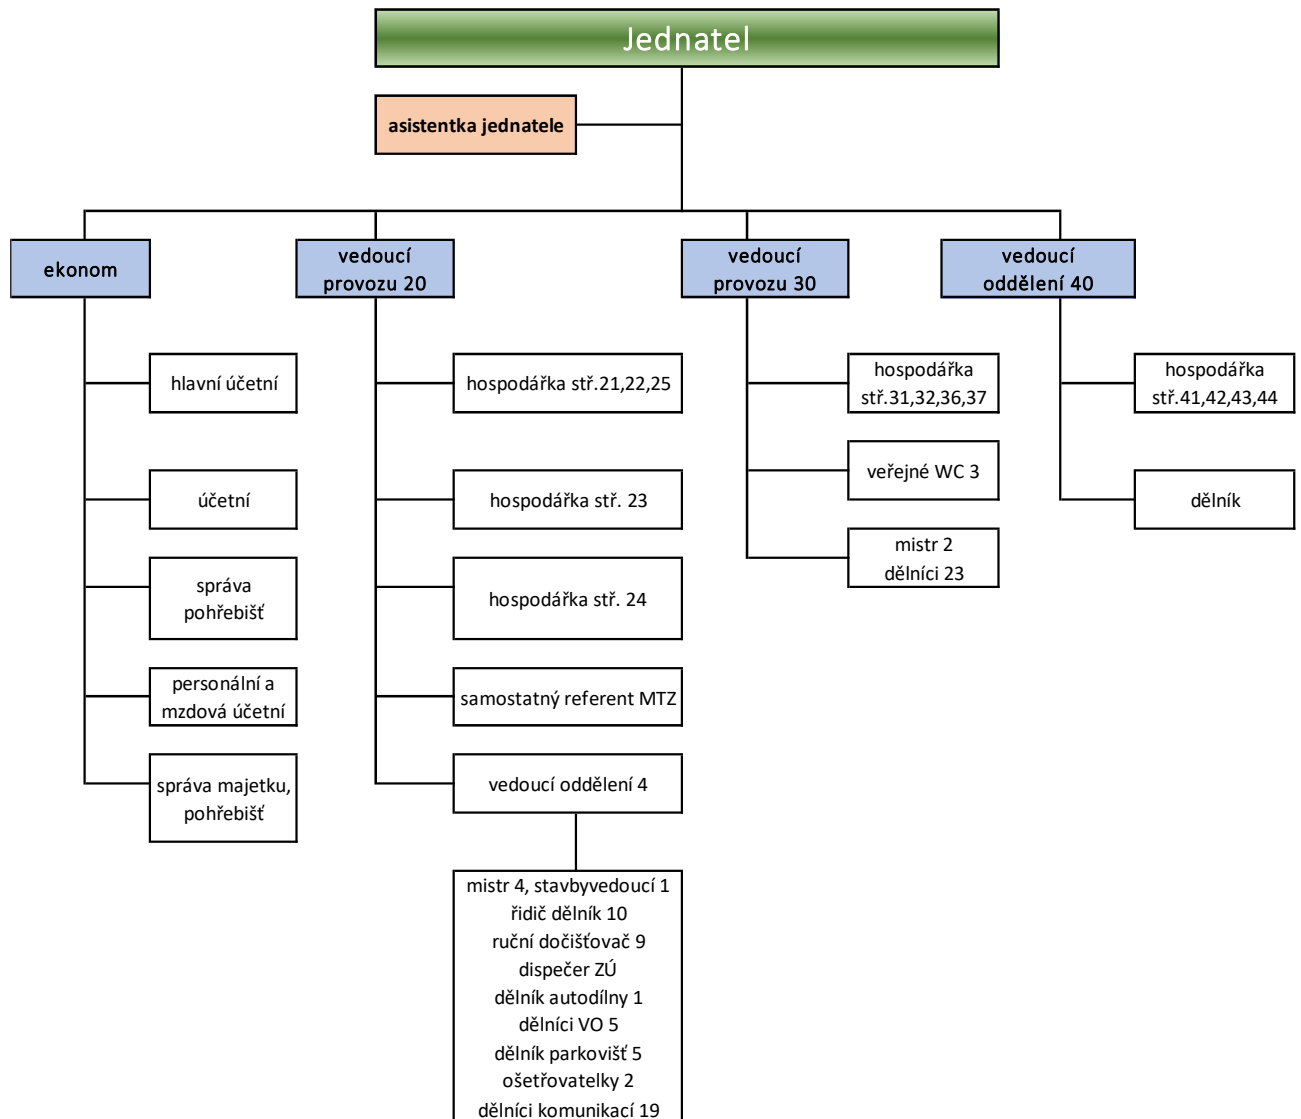 Jednatel
asistentka jednatele
ekonom
vedoucí
provozu 20
vedoucí
provozu 30
vedoucí
oddělení 40
hlavní účetní
účetní
správa
pohřebišť
personální a
mzdová účetní
správa majetku,
pohřebišť
hospodářka stř.21,22,25
hospodářka stř. 23
hospodářka stř. 24
samostatný referent MTZ
vedoucí oddělení 4
mistr 4, stavbyvedoucí 1
řidič dělník 10
ruční dočišťovač 9
dispečer ZÚ
dělník autodílny 1
dělníci VO 5
dělník parkovišť 5
ošetřovatelky 2
dělníci komunikací 19
hospodářka
stř.31,32,36,37
veřejné WC 3
mistr 2
dělníci 23
hospodářka
stř.41,42,43,44
dělník